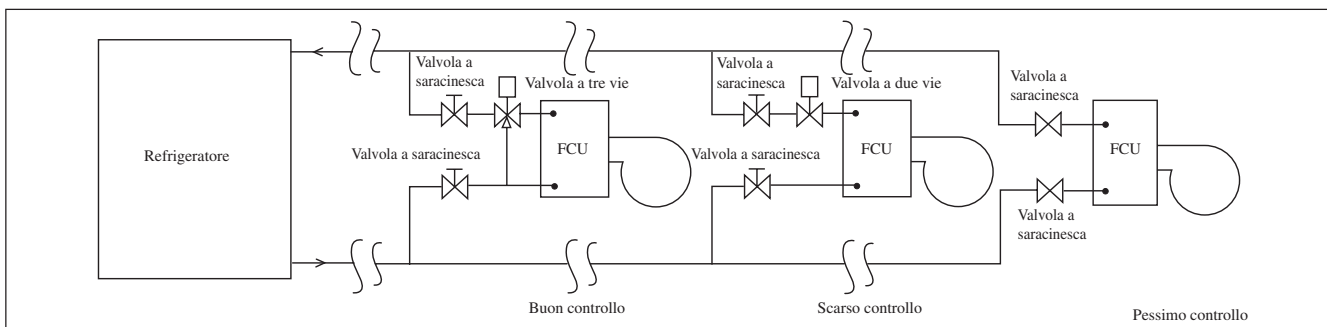 Valvola a
saracinesca
Valvola a tre vie
Valvola a
saracinesca
Valvola a due vie
Valvola a
saracinesca
Refrigeratore
FCU
FCU
FCU
Valvola a saracinesca
Valvola a saracinesca
Valvola a
saracinesca
Buon controllo
Scarso controllo
Pessimo controllo